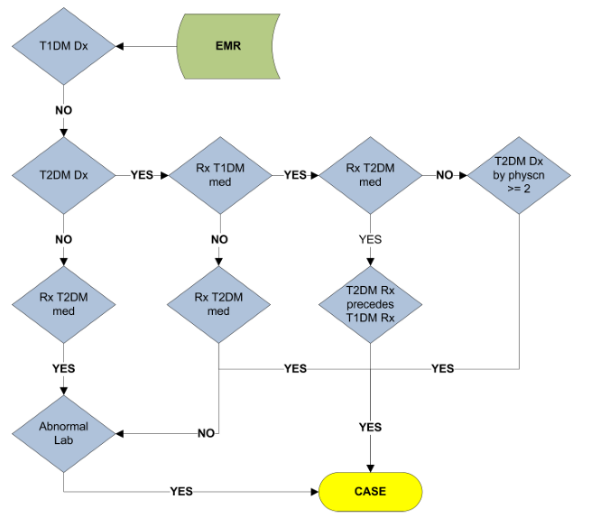 T1DM Dx
EMR
NO
T2DM Dx
YES
Rx T1DM
med
YES
Rx T2DM
med
NO
T2DM Dx
by physcn
>= 2
NO
NO
YES
Rx T2DM
med
Rx T2DM
med
T2DM Rx
precedes
T1DM Rx
YES
YES
YES
Abnormal
Lab
NO
YES
YES
CASE